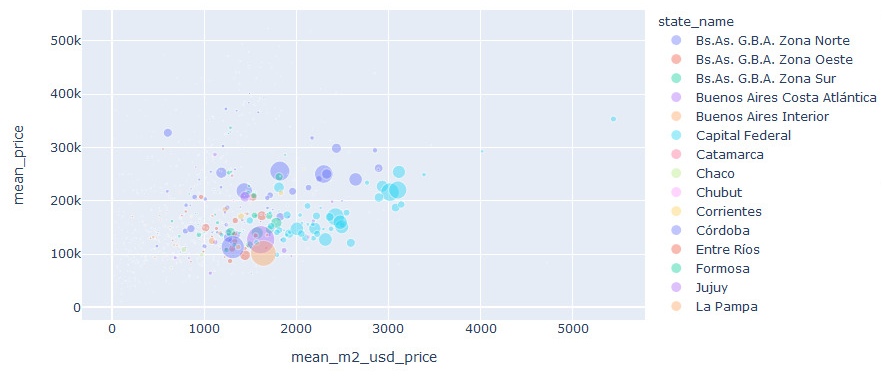 state_name
Bs.As. G.B.A. Zona Norte
Bs.As. G.B.A. Zona Oeste
Bs.As. G.B.A. Zona Sur
Buenos Aires Costa Atlántica
Buenos Aires Interior
Capital Federal
Catamarca
Chaco
Chubut
Corrientes
Córdoba
Entre Ríos
Formosa
Jujuy
La Pampa
500k
400k
300k
200k
100k
0
mean_price
0 1000 2000 3000 4000 5000
mean_m2_usd_price